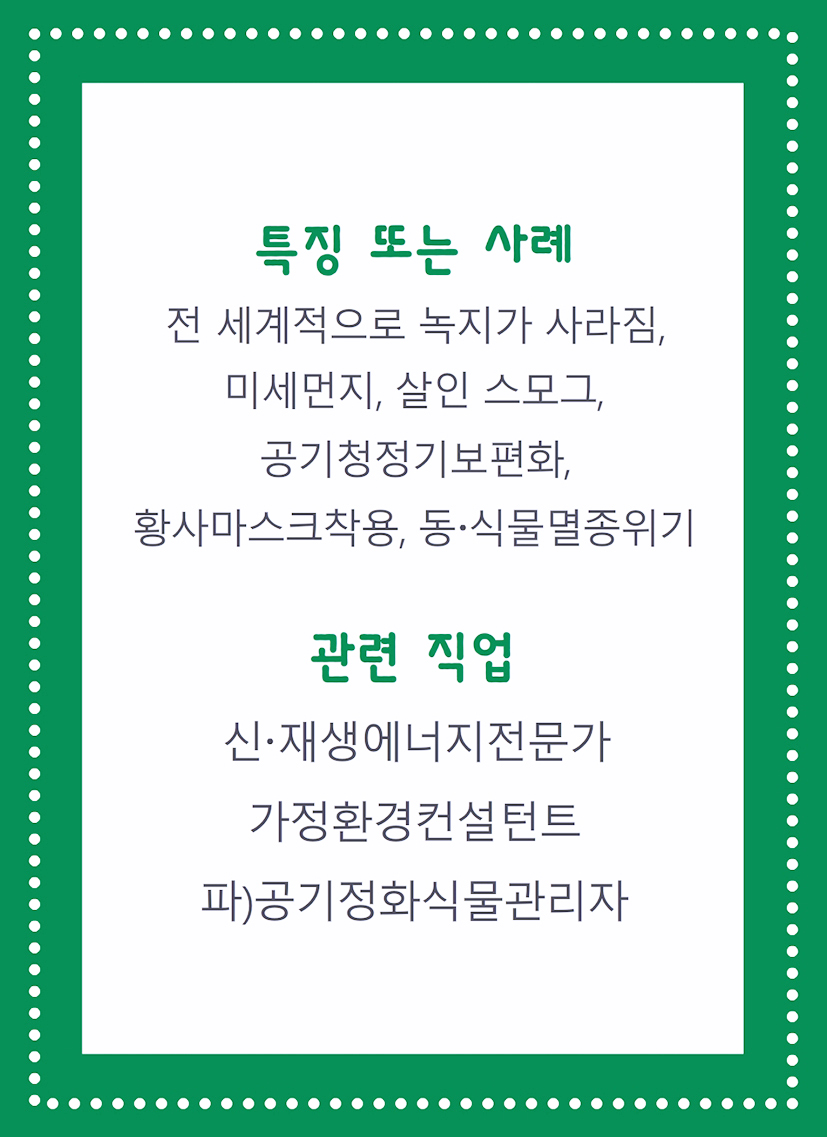 특징 또는 사례
전 세계적으로 녹지가 사라짐,
미세먼지, 살인 스모그,
공기청정기보편화,
황사마스크착용, 동·식물멸종위기
관련 직업
신·재생에너지전문가
가정환경컨설턴트
파)공기정화식물관리자